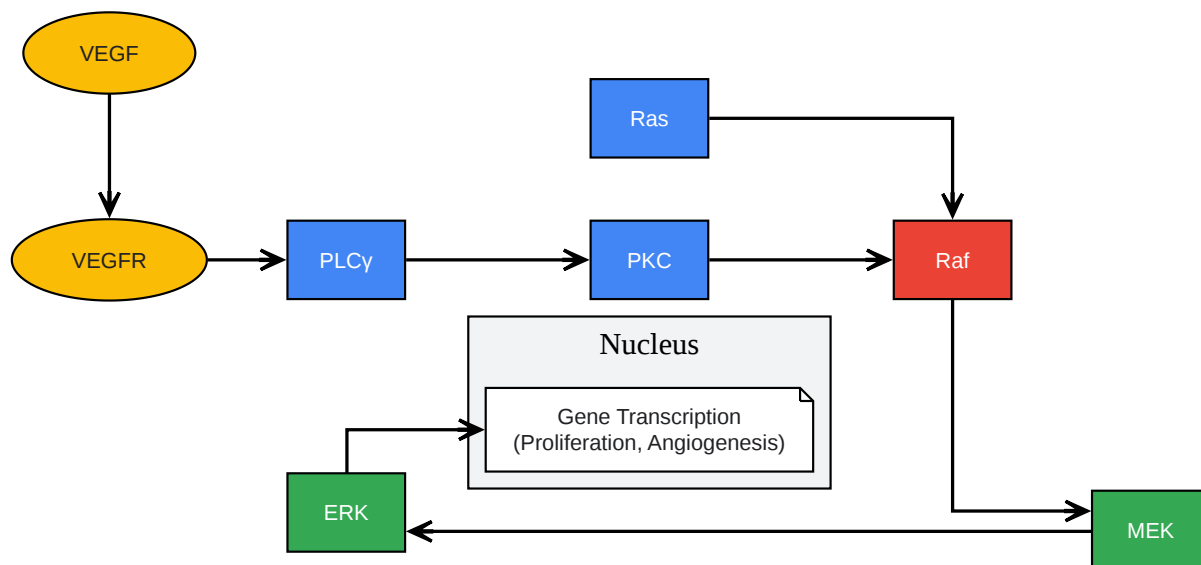 VEGF
Ras
VEGFR
PLCγ
PKC
Raf
Nucleus
Gene Transcription
(Proliferation, Angiogenesis)
ERK
MEK